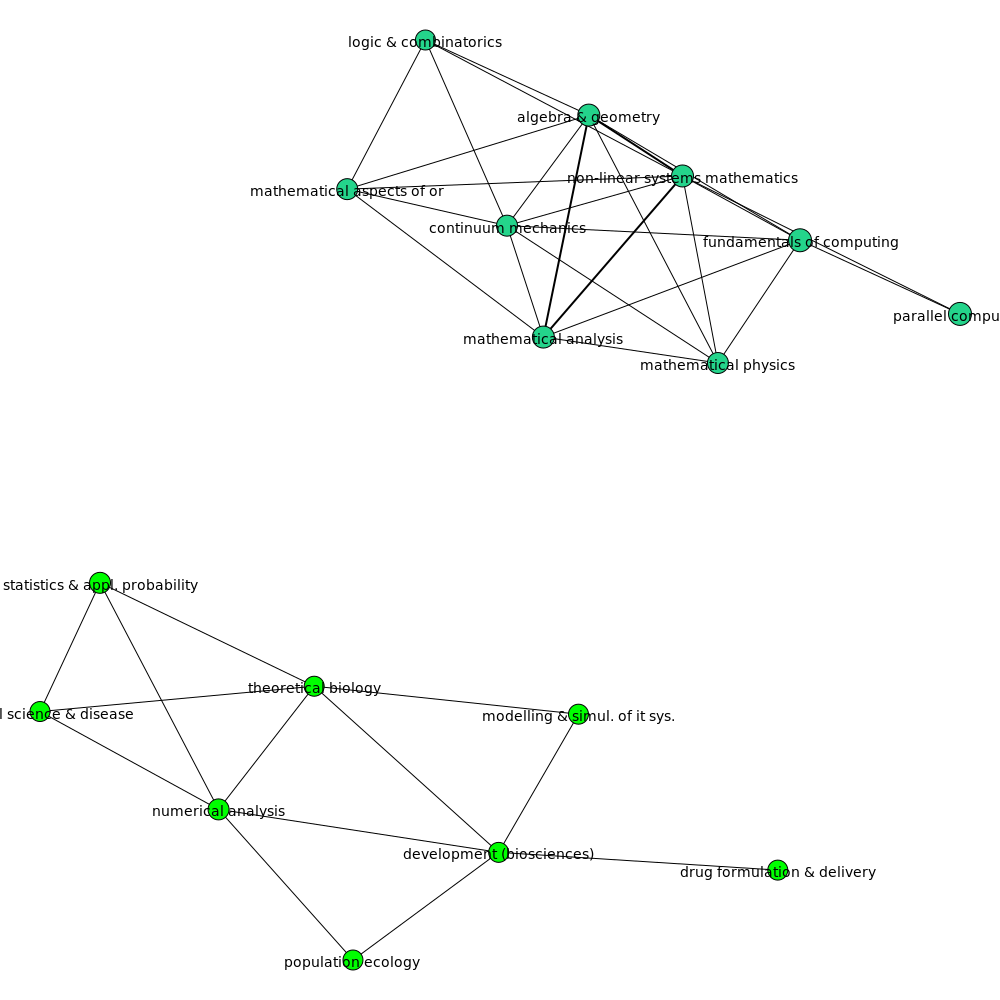 logic & combinatorics
algebra & geometry
non-linear systems mathematics
mathematical aspects of or
continuum mechanics
fundamentals of computing
parallel compu
mathematical analysis
mathematical physics
statistics & appl. probability
theoretical biology
l science & disease
modelling & simul. of it sys.
numerical analysis
development (biosciences)
drug formulation & delivery
population ecology